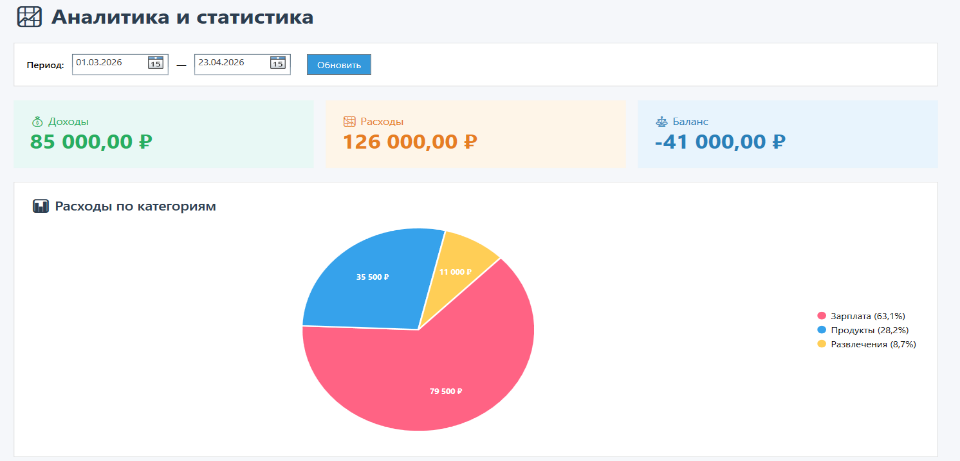 Аналитика и статистика
Период: 01.03.2026 15 — 23.04.2026 15 Обновить
Доходы
85 000,00 ₽
Расходы
126 000,00 ₽
Баланс
-41 000,00 ₽
Расходы по категориям
11 000 ₽
35 500 ₽
79 500 ₽
Зарплата (63,1%)
Продукты (28,2%)
Развлечения (8,7%)